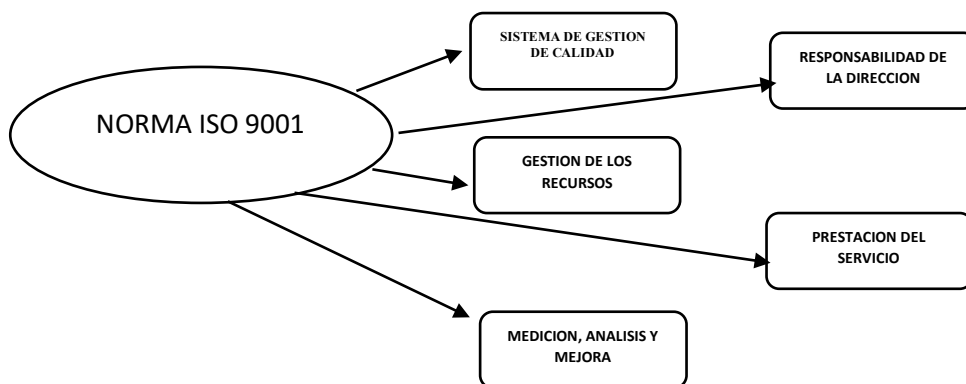 SISTEMA DE GESTION
DE CALIDAD
RESPONSABILIDAD DE
LA DIRECCION
NORMA ISO 9001
GESTION DE LOS
RECURSOS
PRESTACION DEL
SERVICIO
MEDICION, ANALISIS Y
MEJORA